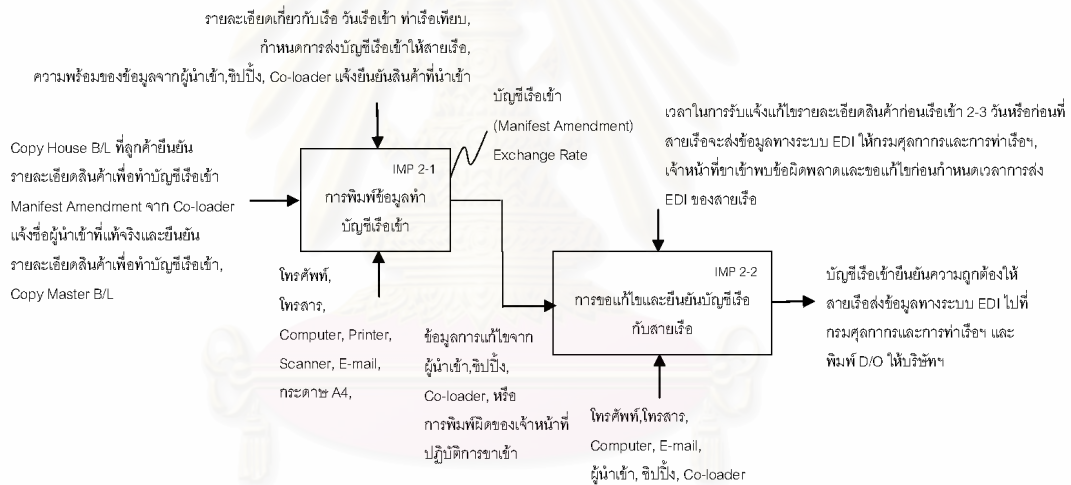 รายละเอียดเกี่ยวกับเรือ วันเรือเข้า ท่าเรือเทียบ,
กำหนดการส่งบัญชีเรือเข้าให้สายเรือ,
ความพร้อมของข้อมูลจากผู้นำเข้า,ชิปปิ้ง, Co-loader แจ้งยืนยันสินค้าที่นำเข้า
บัญชีเรือเข้า
(Manifest Amendment)
Exchange Rate
เวลาในการรับแจ้งแก้ไขรายละเอียดสินค้าก่อนเรือเข้า 2-3 วันหรือก่อนที่
สายเรือจะส่งข้อมูลทางระบบ EDI ให้กรมศุลกากรและการท่าเรือฯ,
เจ้าหน้าที่ขาเข้าพบข้อผิดพลาดและขอแก้ไขก่อนกำหนดเวลาการส่ง
EDI ของสายเรือ
Copy House B/L ที่ลูกค้ายืนยัน
รายละเอียดสินค้าเพื่อทำบัญชีเรือเข้า
Manifest Amendment จาก Co-loader
แจ้งชื่อผู้นำเข้าที่แท้จริงและยืนยัน
รายละเอียดสินค้าเพื่อทำบัญชีเรือเข้า,
Copy Master B/L
IMP 2-1
การพิมพ์ข้อมูลทำ
บัญชีเรือเข้า
โทรศัพท์,
โทรสาร,
Computer, Printer,
Scanner, E-mail,
กระดาษ A4,
ข้อมูลการแก้ไขจาก
ผู้นำเข้า,ชิปปิ้ง,
Co-loader, หรือ
การพิมพ์ผิดของเจ้าหน้าที่
ปฏิบัติการขาเข้า
IMP 2-2
การขอแก้ไขและยืนยันบัญชีเรือ
กับสายเรือ
บัญชีเรือเข้ายืนยันความถูกต้องให้
สายเรือส่งข้อมูลทางระบบ EDI ไปที่
กรมศุลกากรและการท่าเรือฯ และ
พิมพ์ D/O ให้บริษัทฯ
โทรศัพท์,โทรสาร,
Computer, E-mail,
ผู้นำเข้า, ชิปปิ้ง, Co-loader